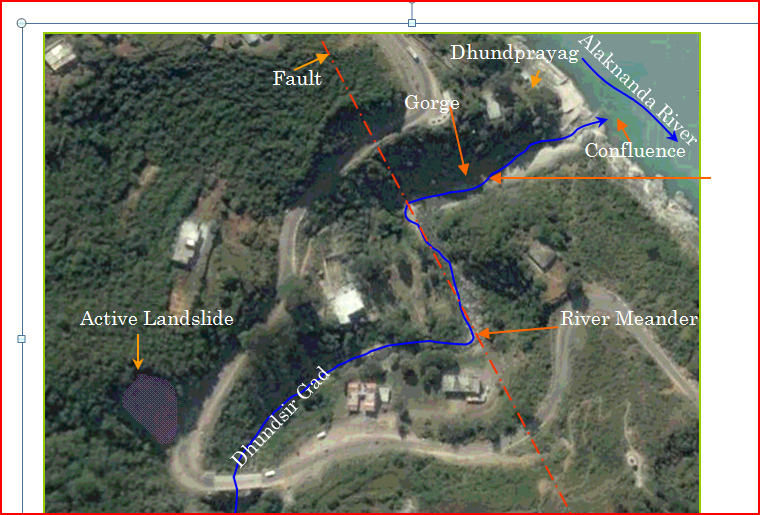 Dhundprayag
Alaknanda River
Fault
Gorge
Confluence
Active Landslide
River Meander
Dhundsir Gad